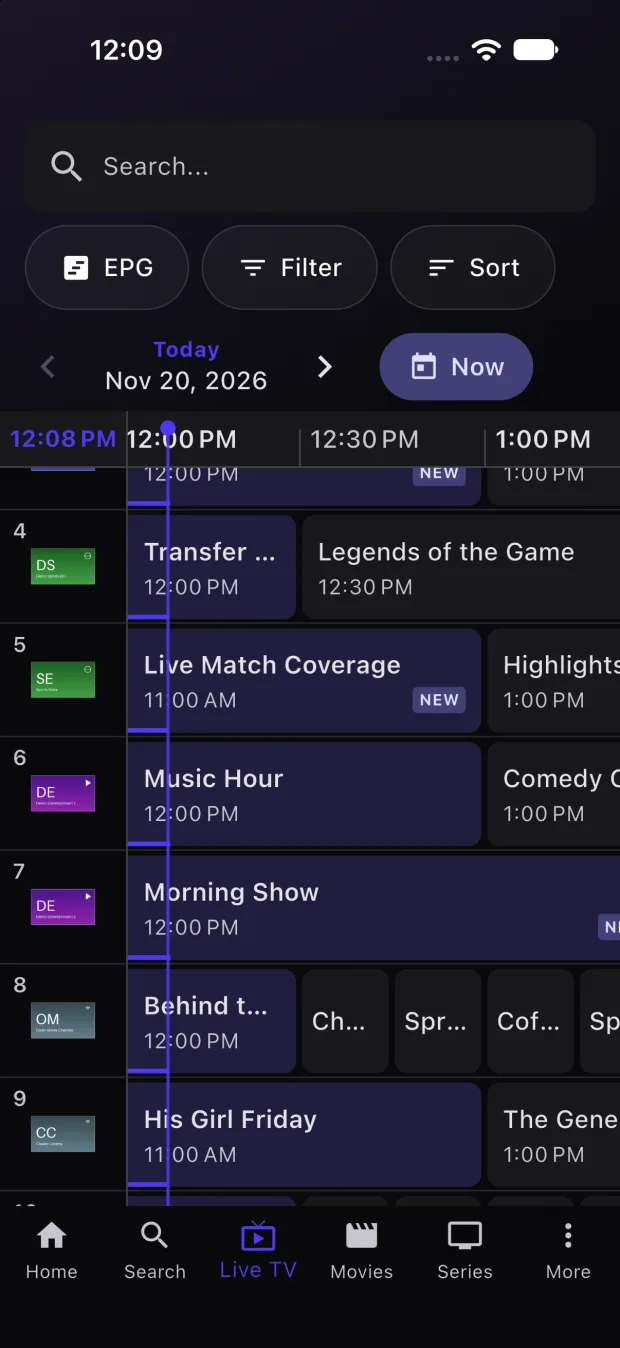 12:09
Search...
EPG
Filter
Sort
Today
Nov 20, 2026
Now
12:08 PM
12:00 PM
12:30 PM
1:00 PM
12:00 PM
NEW
1:00 PM
4
DS
Transfer ...
12:00 PM
Legends of the Game
12:30 PM
5
SE
Live Match Coverage
11:00 AM
NEW
Highlights
1:00 PM
6
DE
Music Hour
12:00 PM
Comedy
1:00 PM
7
DE
Morning Show
12:00 PM
8
OM
Behind t...
12:00 PM
Ch...
Spr...
Cof...
Sp
9
CC
His Girl Friday
11:00 AM
The Gene
1:00 PM
Home
Search
Live TV
Movies
Series
More